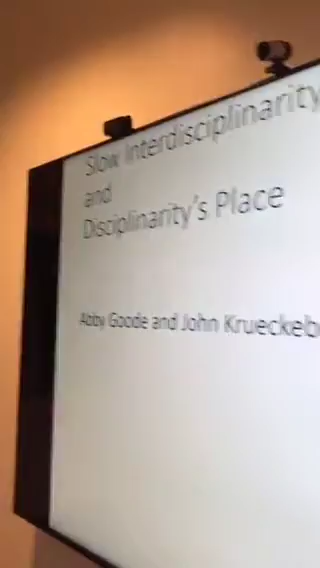 Slow Interdisciplinarity
and
Disciplinarity's Place
Abby Goode and John